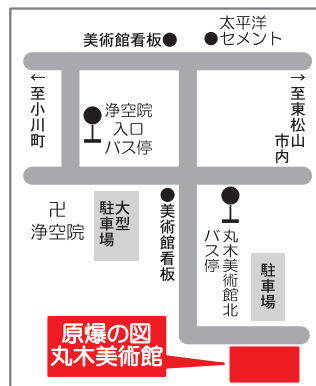 太平洋
セメント
美術館看板
←至小川町
→至東松山
市内
浄空院
入口
バス停
卍
浄空院
大型
駐車場
美術館看板
丸木美術館北
バス停
駐車場
原爆の図
丸木美術館